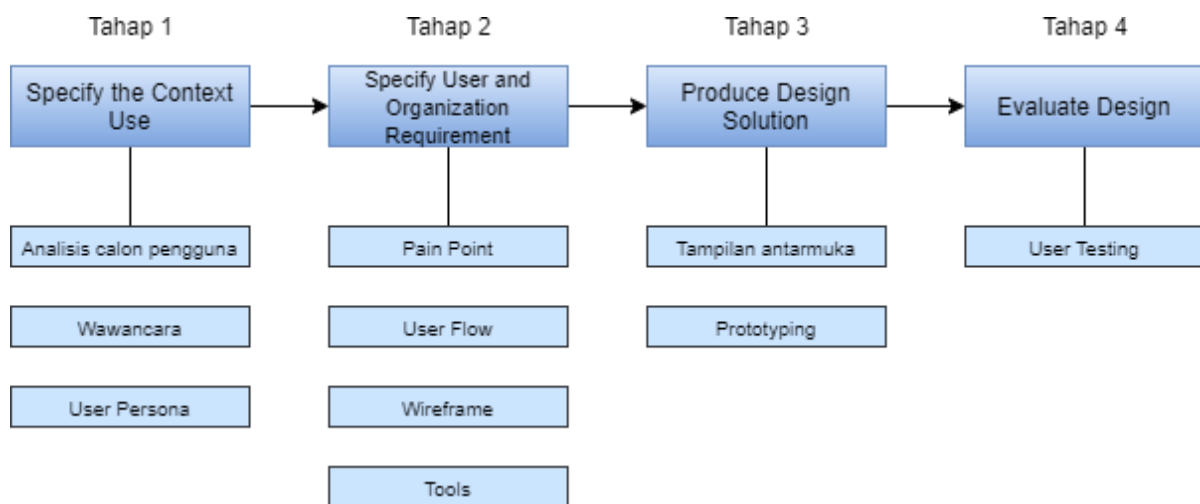 Tahap 1
Tahap 2
Tahap 3
Tahap 4
Specify the Context
Use
Specify User and
Organization
Requirement
Produce Design
Solution
Evaluate Design
Analisis calon pengguna
Pain Point
Tampilan antarmuka
User Testing
Wawancara
User Flow
Prototyping
User Persona
Wireframe
Tools